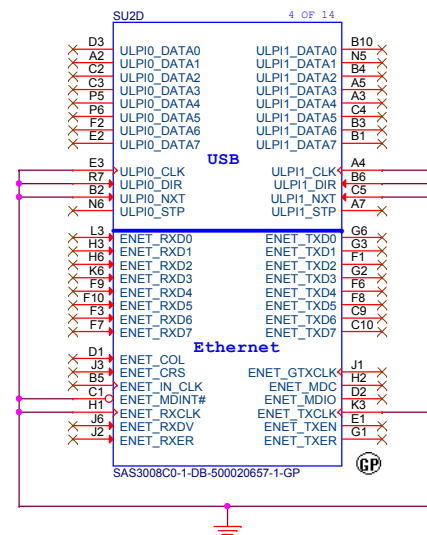 SU2D 4 OF 14
D3 ULPI0_DATA0 ULPI1_DATA0 B10
A2 ULPI0_DATA1 ULPI1_DATA1 N5
C2 ULPI0_DATA2 ULPI1_DATA2 B4
C3 ULPI0_DATA3 ULPI1_DATA3 A5
P5 ULPI0_DATA4 ULPI1_DATA4 A3
P6 ULPI0_DATA5 ULPI1_DATA5 C4
F2 ULPI0_DATA6 ULPI1_DATA6 B3
E2 ULPI0_DATA7 ULPI1_DATA7 B1
USB
E3 ULPI0_CLK ULPI1_CLK A4
R7 ULPI0_DIR ULPI1_DIR B6
B2 ULPI0_NXT ULPI1_NXT C5
N6 ULPI0_STP ULPI1_STP A7
L3 ENET_RXD0 ENET_TXD0 G6
H3 ENET_RXD1 ENET_TXD1 G3
H6 ENET_RXD2 ENET_TXD2 F1
K6 ENET_RXD3 ENET_TXD3 G2
F9 ENET_RXD4 ENET_TXD4 F6
F10 ENET_RXD5 ENET_TXD5 F8
F3 ENET_RXD6 ENET_TXD6 C9
F7 ENET_RXD7 ENET_TXD7 C10
Ethernet
D1 ENET_COL
J3 ENET_CRS ENET_GTXCLK J1
B5 ENET_IN_CLK ENET_MDC H2
C1 ENET_MDINT# ENET_MDIO D2
H1 ENET_RXCLK ENET_TXCLK K3
J6 ENET_RXDV ENET_TXEN E1
J2 ENET_RXER ENET_TXER G1
GP
SAS3008C0-1-DB-500020657-1-GP